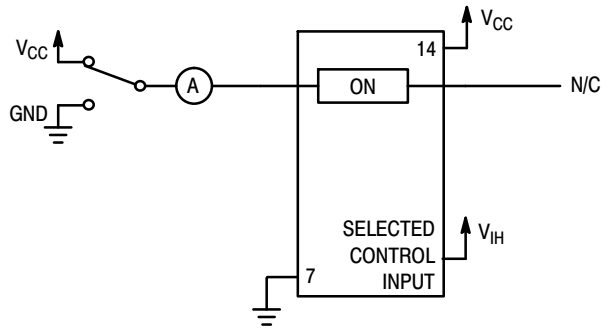 VCC
14
VCC
A
ON
N/C
GND
SELECTED
CONTROL
INPUT
VIH
7